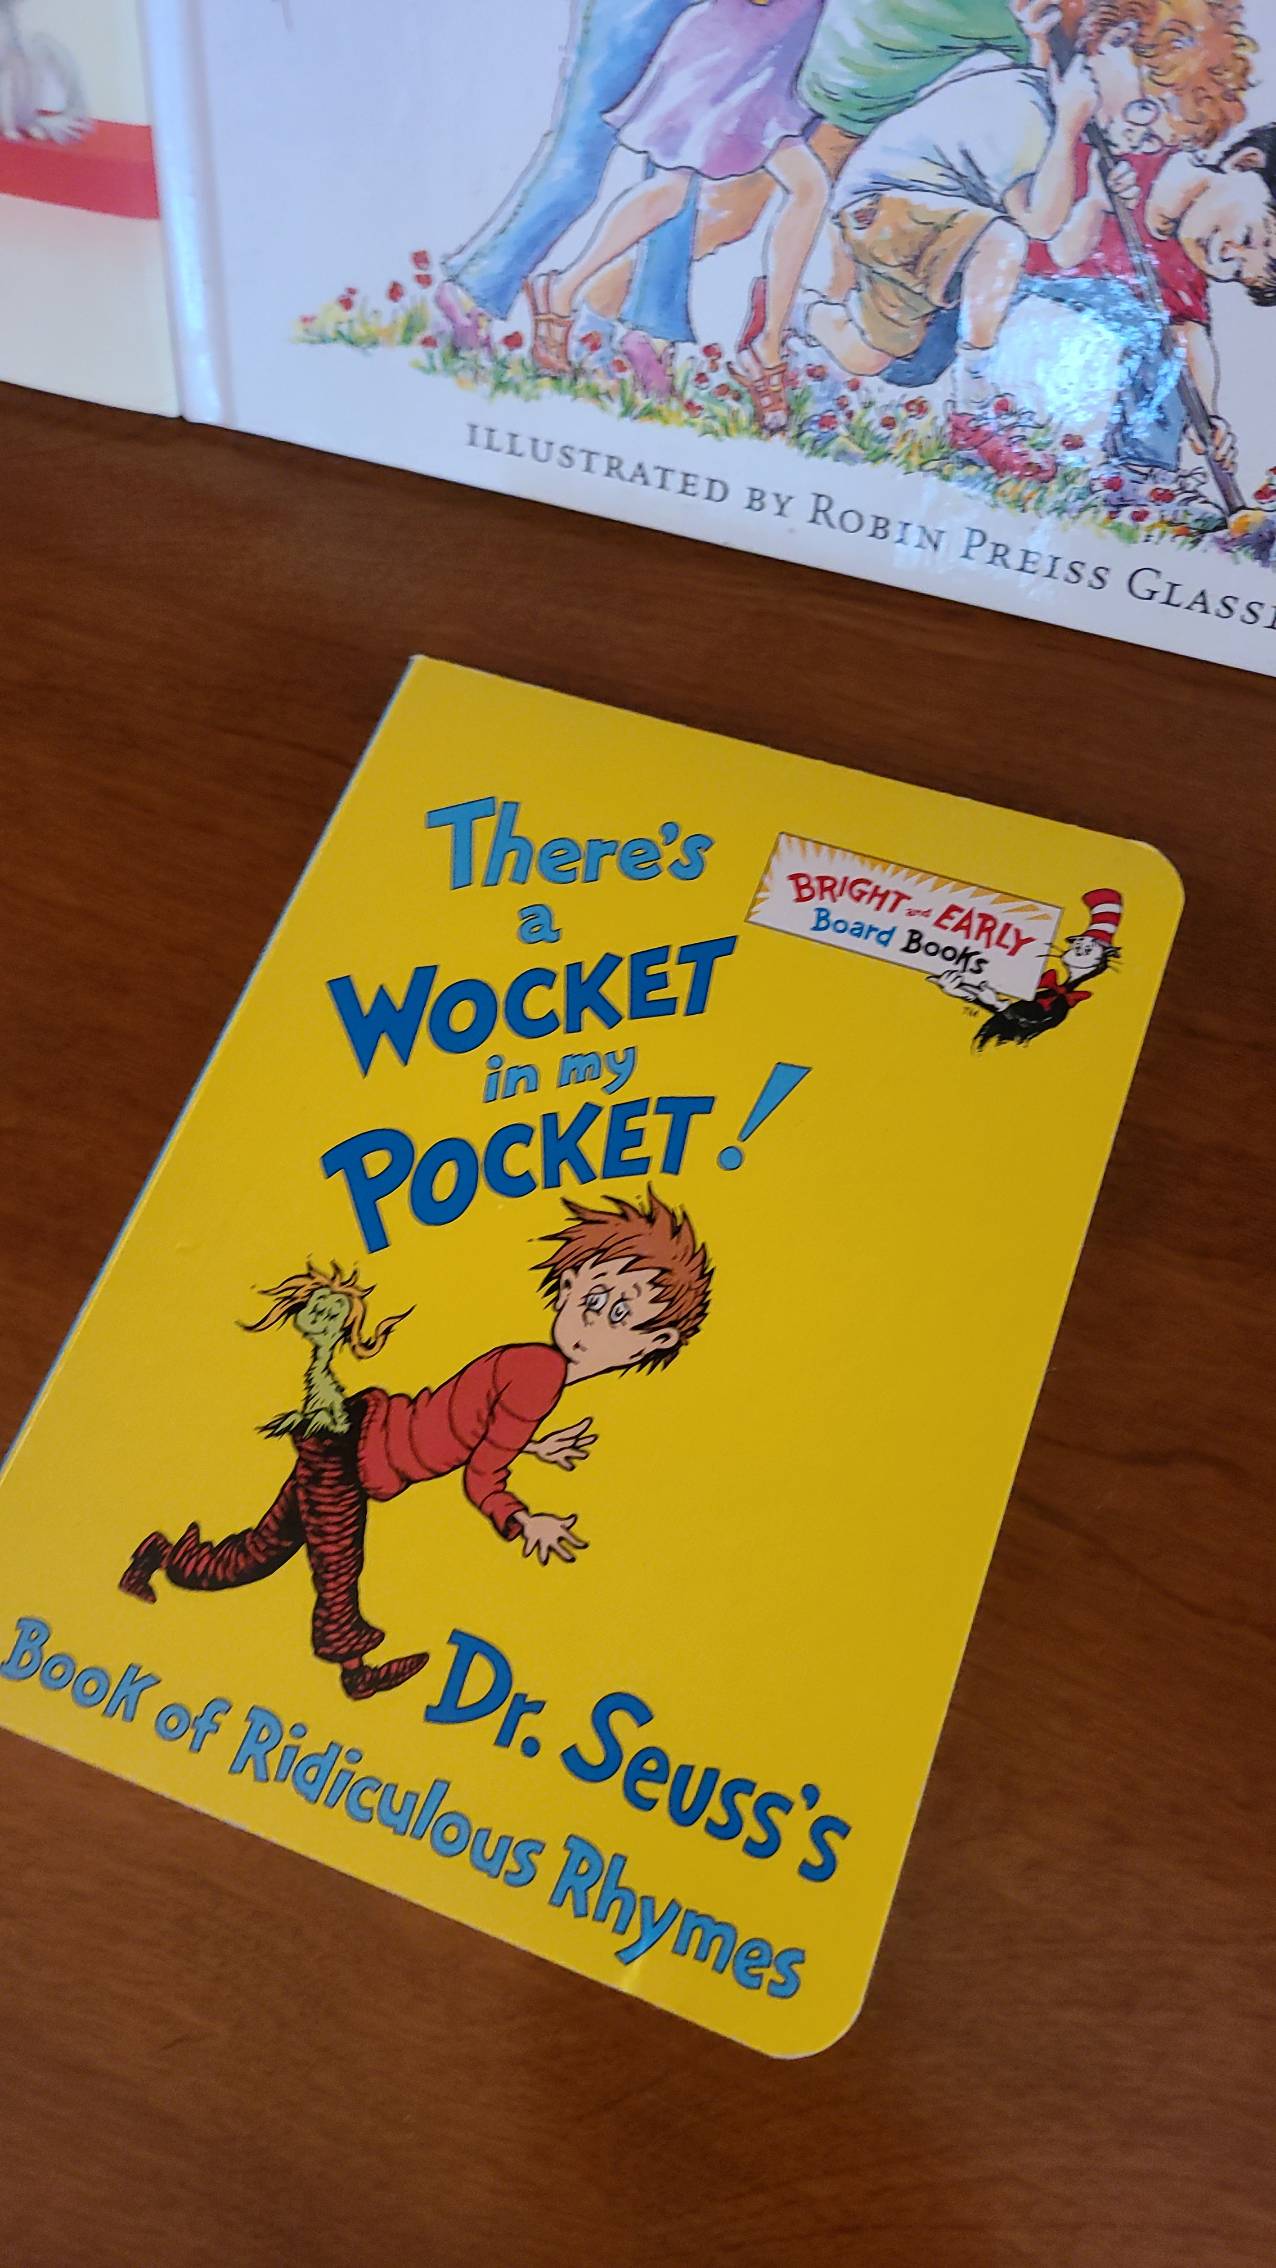 ILLUSTRATED BY ROBIN PREISS
There's
a
WOCKET
in my
POCKET!
BRIGHT and EARLY
Board Books
TM
Dr. Seuss's
Book of Ridiculous Rhymes